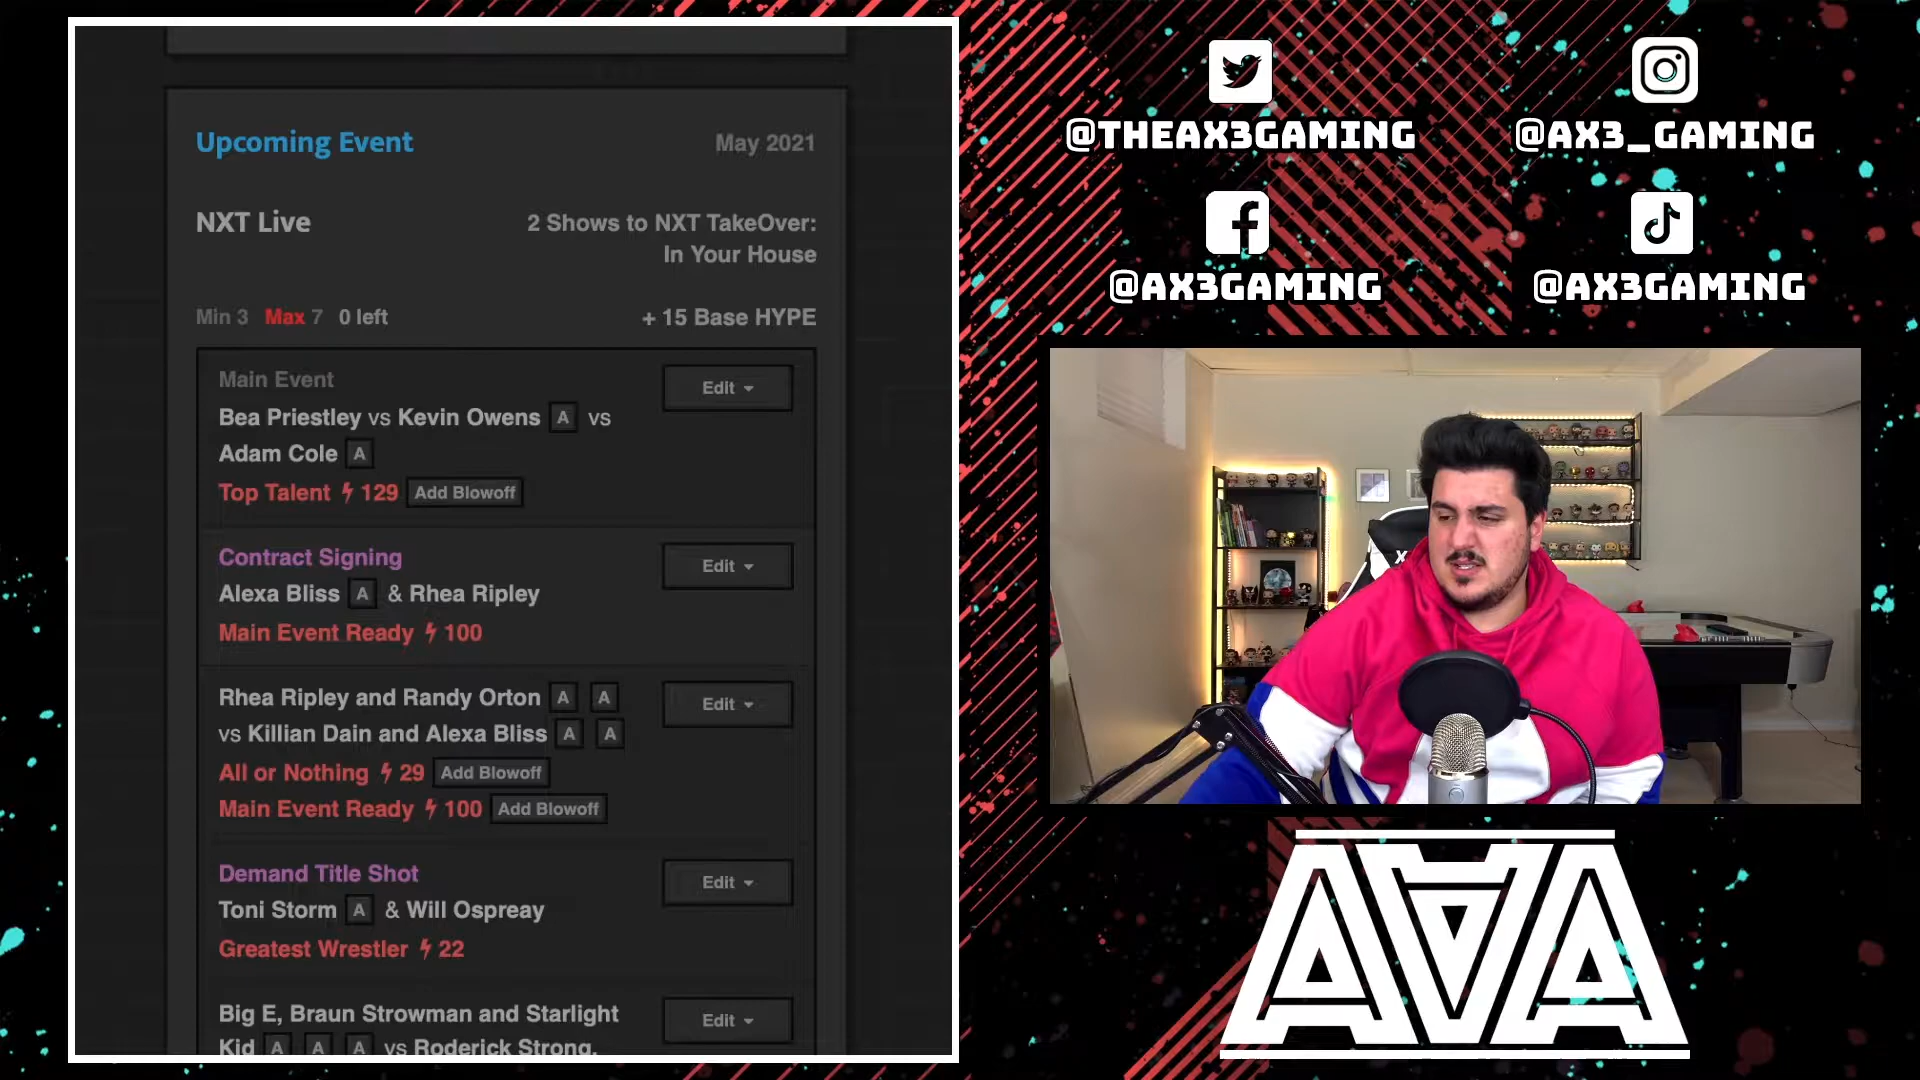 Upcoming Event
May 2021
NXT Live
2 Shows to NXT TakeOver:
In Your House
Min 3 Max 7 0 left
+ 15 Base HYPE
Main Event
Edit
Bea Priestley vs Kevin Owens A vs
Adam Cole A
Top Talent 129 Add Blowoff
Contract Signing
Edit
Alexa Bliss A & Rhea Ripley
Main Event Ready 100
Rhea Ripley and Randy Orton A A
Edit
vs Killian Dain and Alexa Bliss A A
All or Nothing 29 Add Blowoff
Main Event Ready 100 Add Blowoff
Demand Title Shot
Edit
Toni Storm A & Will Ospreay
Greatest Wrestler 22
Big E, Braun Strowman and Starlight
Edit
Kid A A A vs Roderick Strong,
@THEAX3GAMING
@AX3_GAMING
@AX3GAMING
@AX3GAMING